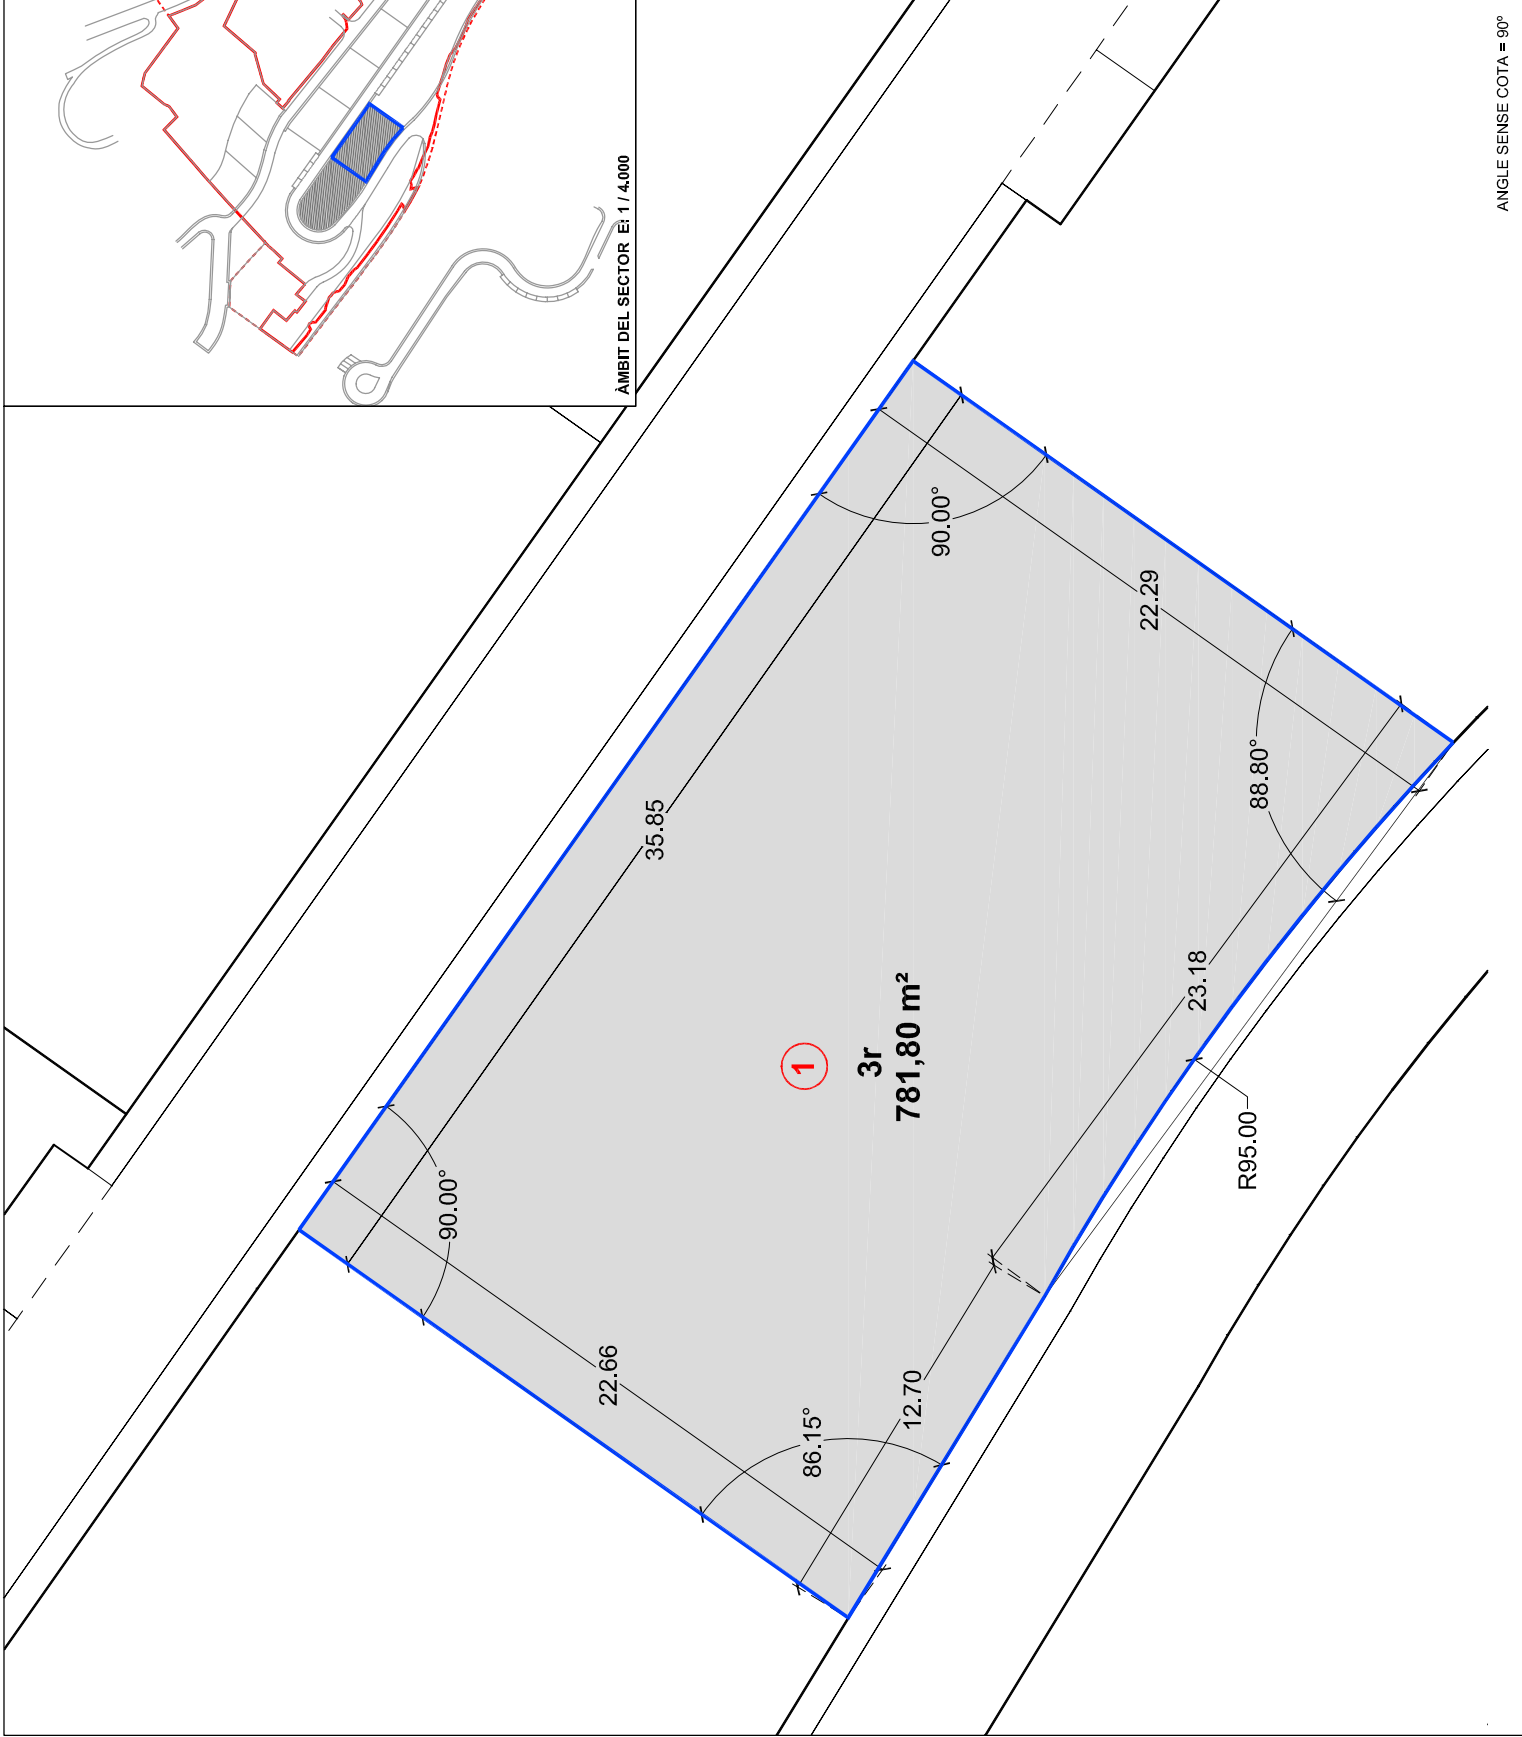 ÀMBIT DEL SECTOR E: 1 / 4.000
ANGLE SENSE COTA = 90º
90.00°
22.29
35.85
88.80°
23.18
1
3r
781,80 m²
R95.00
90.00°
22.66
12.70
86.15°